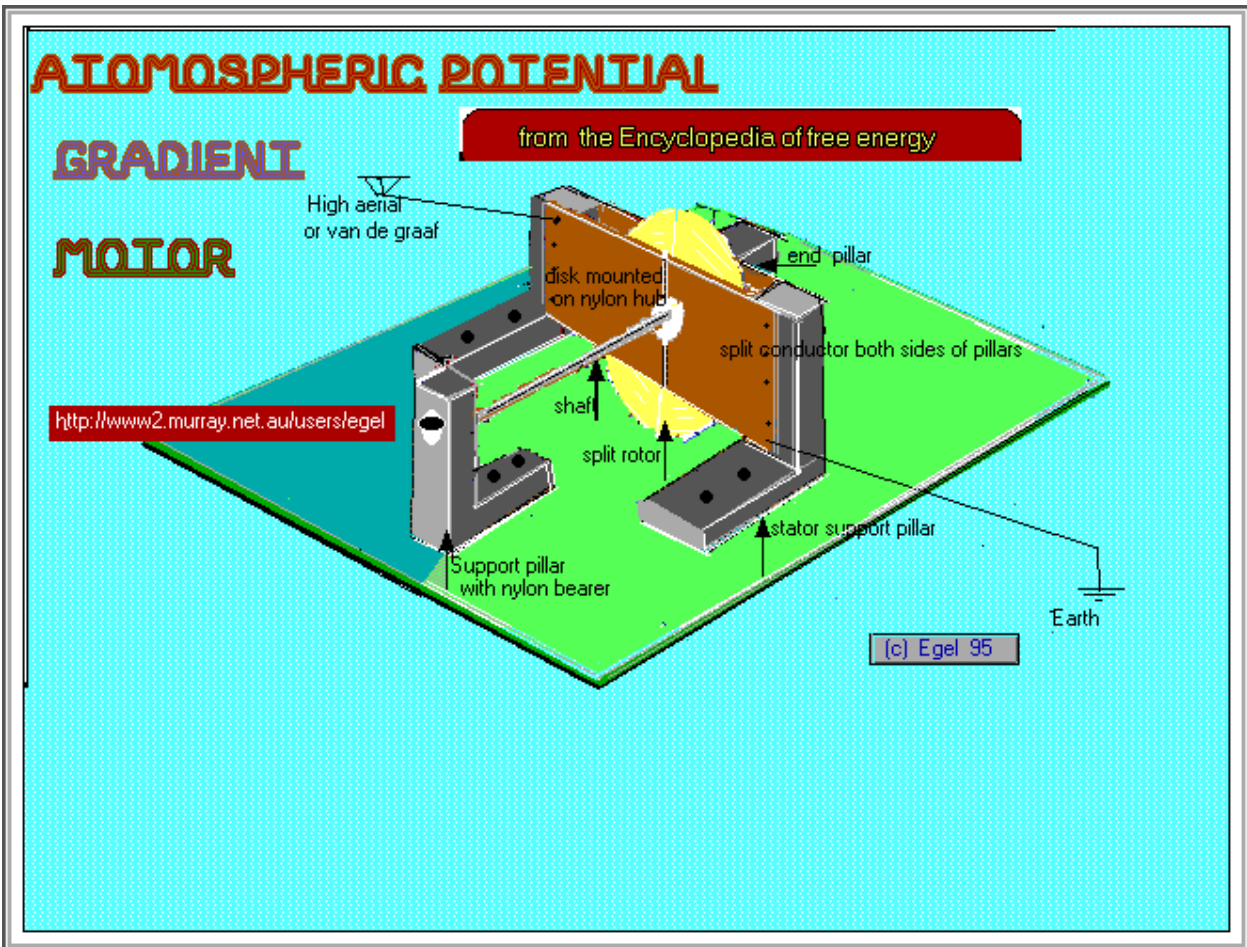 ATOMOSPHERIC POTENTIAL
from the Encyclopedia of free energy
GRADIENT
High aerial
or van de graaf
MOTOR
end pillar
disk mounted
on nylon hub
split conductor both sides of pillars
shaft
http://www2.murray.net.au/users/egel
split rotor
stator support pillar
Support pillar
with nylon bearer
Earth
(c) Egel 95